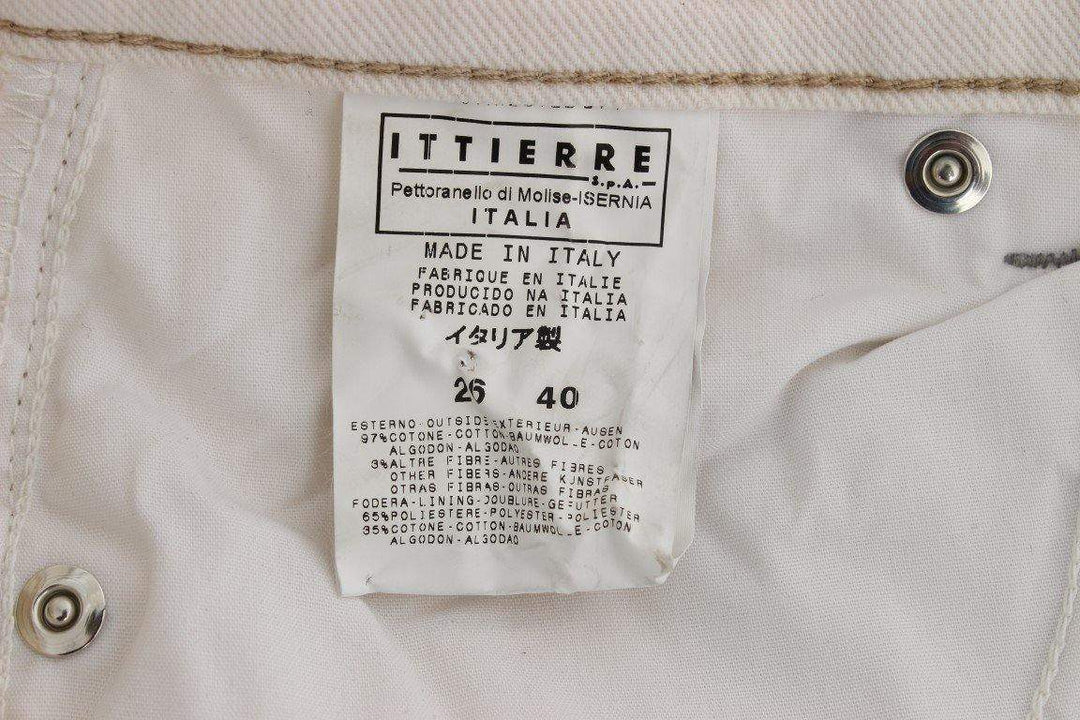 ITTIERRE
S.p.A.
Pettoranello di Molise-ISERNIA
ITALIA
MADE IN ITALY
FABRIQUE EN ITALIE
PRODUCIDO NA ITALIA
FABRICADO EN ITALIA
イタリア製
26 40
ESTERNO-OUTSIDE-EXTERIEUR-AUSEN
97%COTONE-COTTON-BAUMWOLLE-COTON
ALGODON-ALGODAO
3%ALTRE FIBRE-AUTRES FIBRES
OTHER FIBERS-ANDERE KUNSTFASER
OTRAS FIBRAS-OUTRAS FIBRAS
FODERA-LINING-DOUBLURE-GEFUTTER
65%POLIESTERE-POLYESTER-POLIESTER
35%COTONE-COTTON-BAUMWOLLE-COTON
ALGODON-ALGODAO